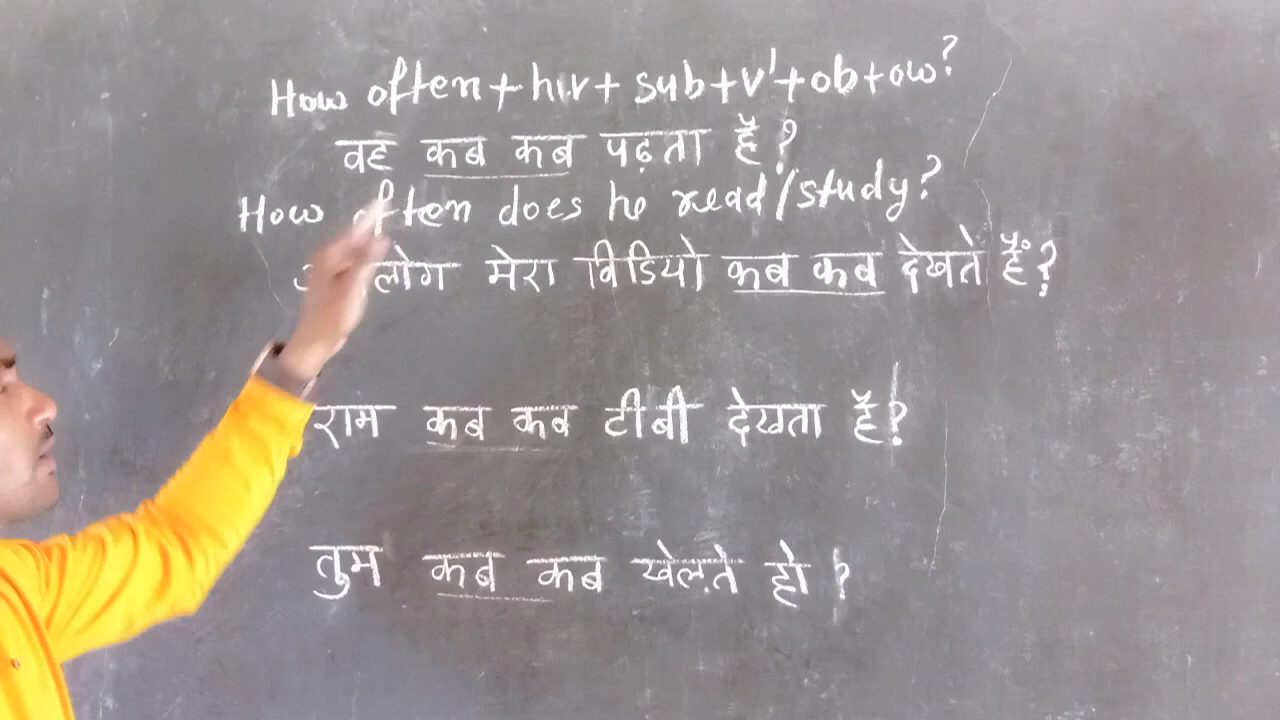 How often + hiv + sub + v¹ + ob + ow?
वह कब कब पढ़ता है?
How often does he read/study?
लोग मेरा विडियो कब कब देखते हैं?
राम कब कब टीबी देखता है?
तुम कब कब खेलते हो?